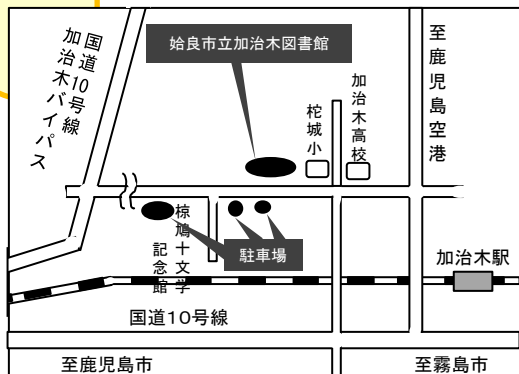 国道10号線
加治木バイパス
姶良市立加治木図書館
至鹿児島空港
加治木高校
柁城小
椋鳩十文学
記念館
駐車場
加治木駅
国道10号線
至鹿児島市
至霧島市